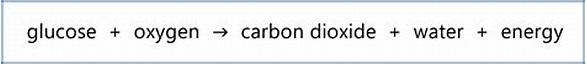 glucose + oxygen → carbon dioxide + water + energy